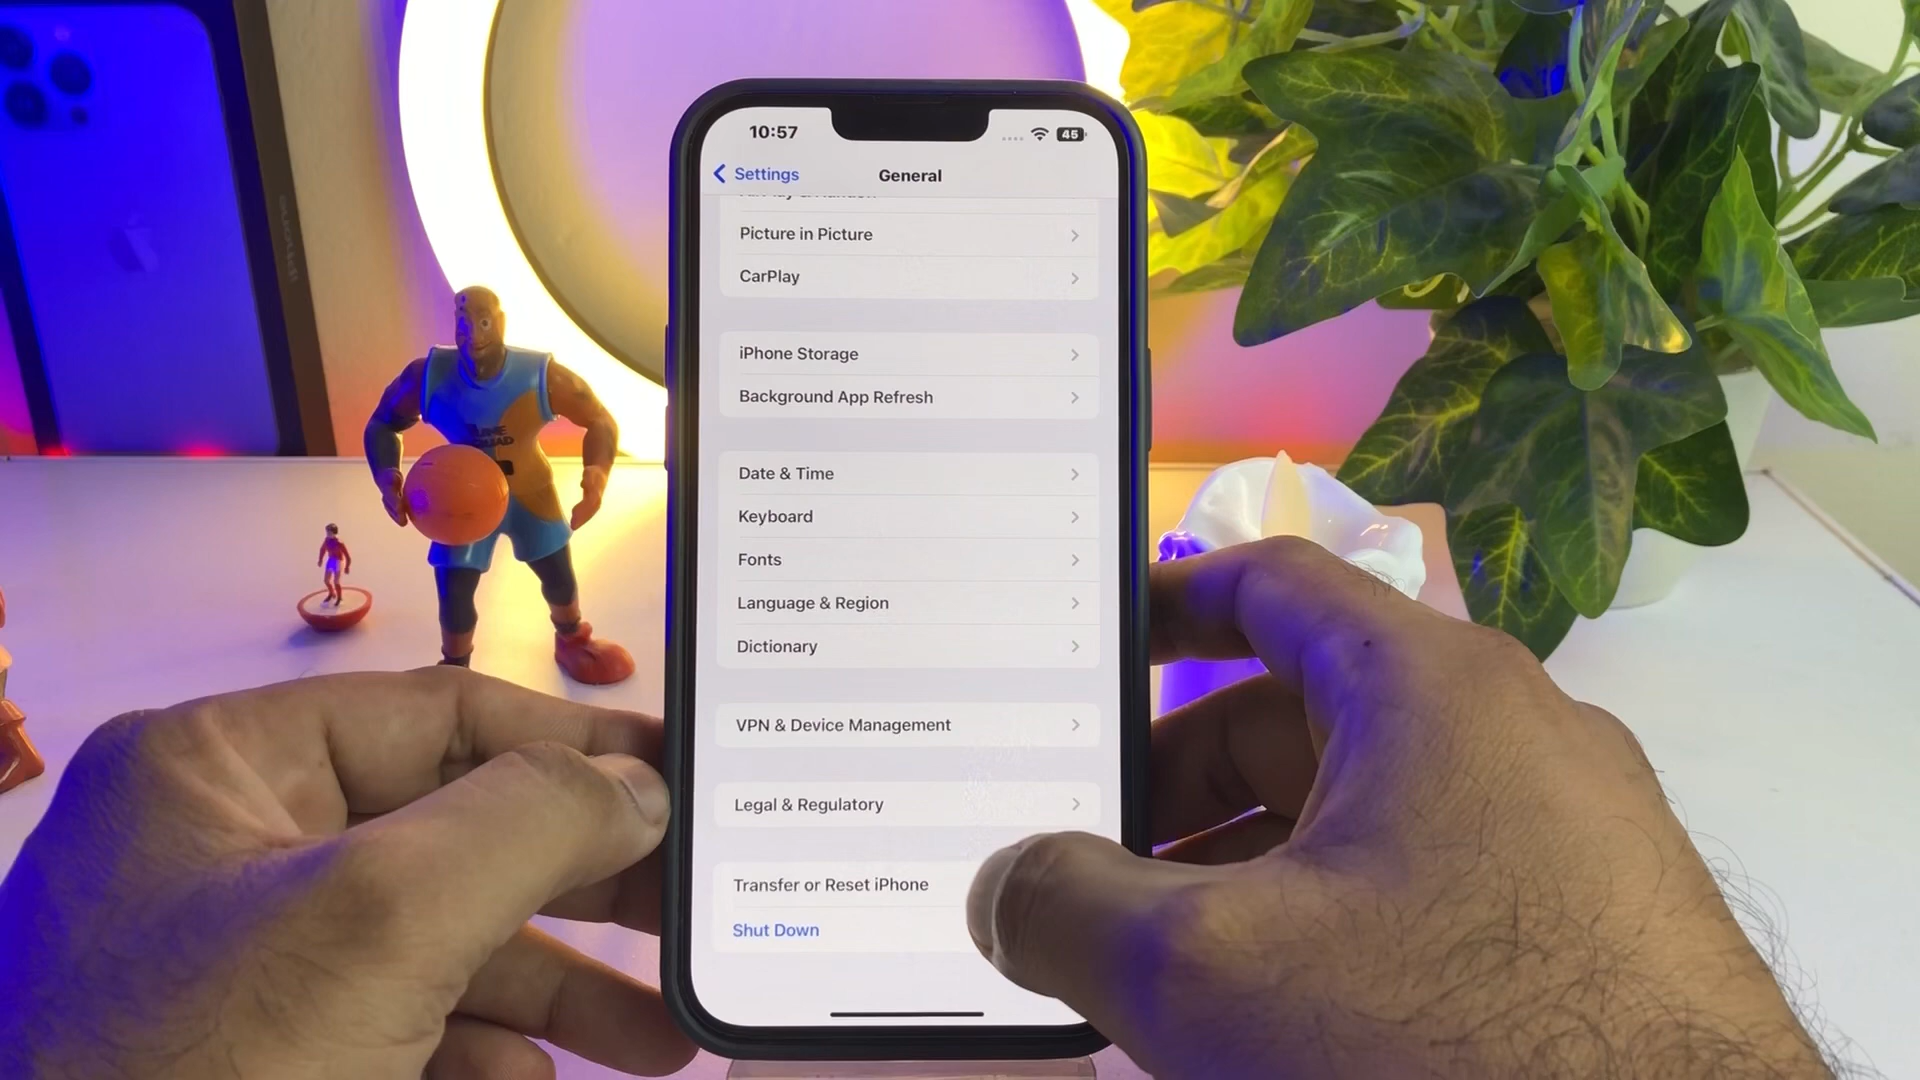 10:57
45
Settings
General
Picture in Picture
CarPlay
iPhone Storage
Background App Refresh
Date & Time
Keyboard
Fonts
Language & Region
Dictionary
VPN & Device Management
Legal & Regulatory
Transfer or Reset iPhone
Shut Down